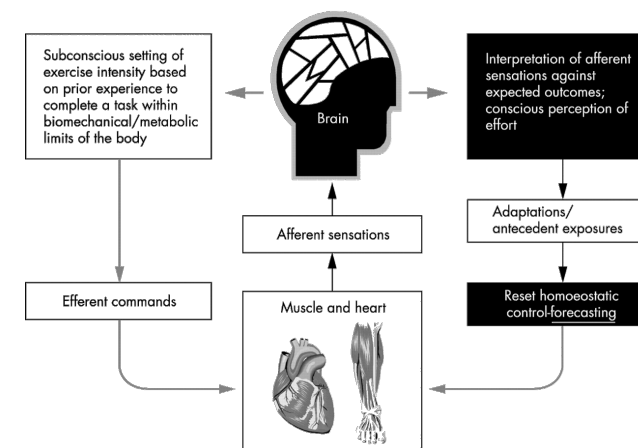 Subconscious setting of
exercise intensity based
on prior experience to
complete a task within
biomechanical/metabolic
limits of the body
Brain
Interpretation of afferent
sensations against
expected outcomes;
conscious perception of
effort
Afferent sensations
Adaptations/
antecedent exposures
Efferent commands
Muscle and heart
Reset homoeostatic
control-forecasting